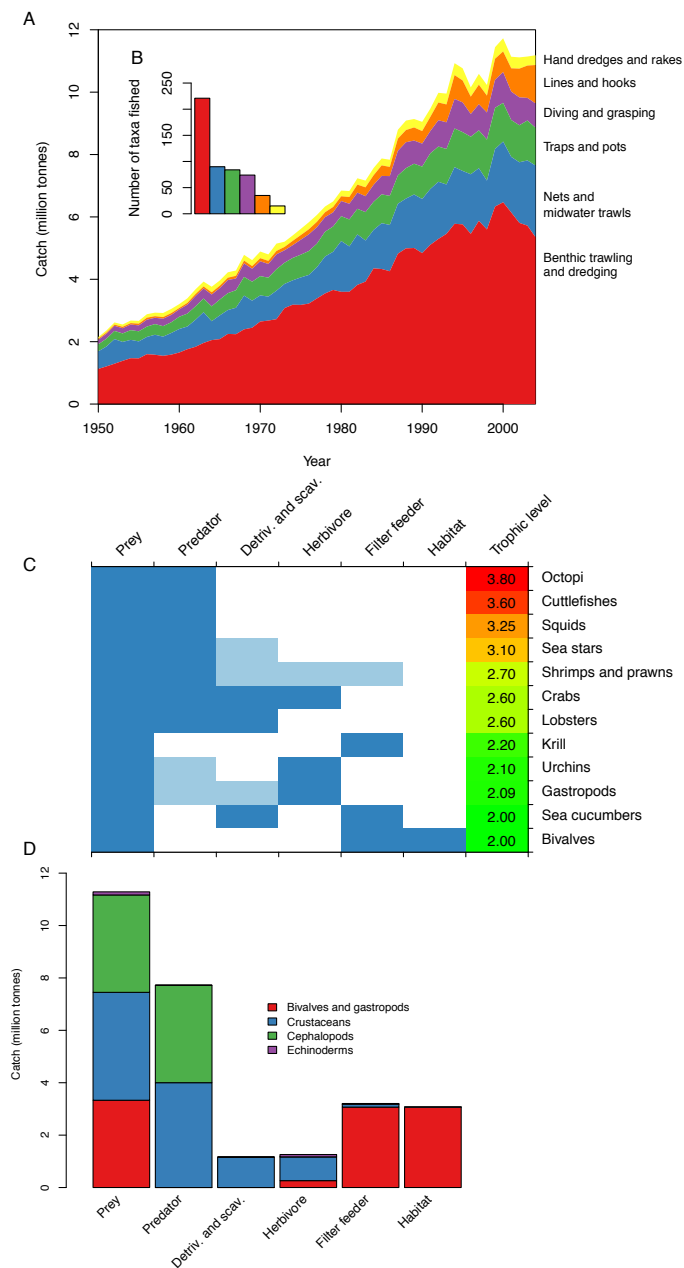 A
Catch (million tonnes)
12
10
8
6
4
2
0
B
Number of taxa fished
250
150
50
0
Hand dredges and rakes
Lines and hooks
Diving and grasping
Traps and pots
Nets and
midwater trawls
Benthic trawling
and dredging
1950 1960 1970 1980 1990 2000
Year
C
Prey Predator Detriv. and scav. Herbivore Filter feeder Habitat Trophic level
3.80 Octopi
3.60 Cuttlefishes
3.25 Squids
3.10 Sea stars
2.70 Shrimps and prawns
2.60 Crabs
2.60 Lobsters
2.20 Krill
2.10 Urchins
2.09 Gastropods
2.00 Sea cucumbers
2.00 Bivalves
D
Catch (million tonnes)
12
10
8
6
4
2
0
Bivalves and gastropods
Crustaceans
Cephalopods
Echinoderms
Prey Predator Detriv. and scav. Herbivore Filter feeder Habitat